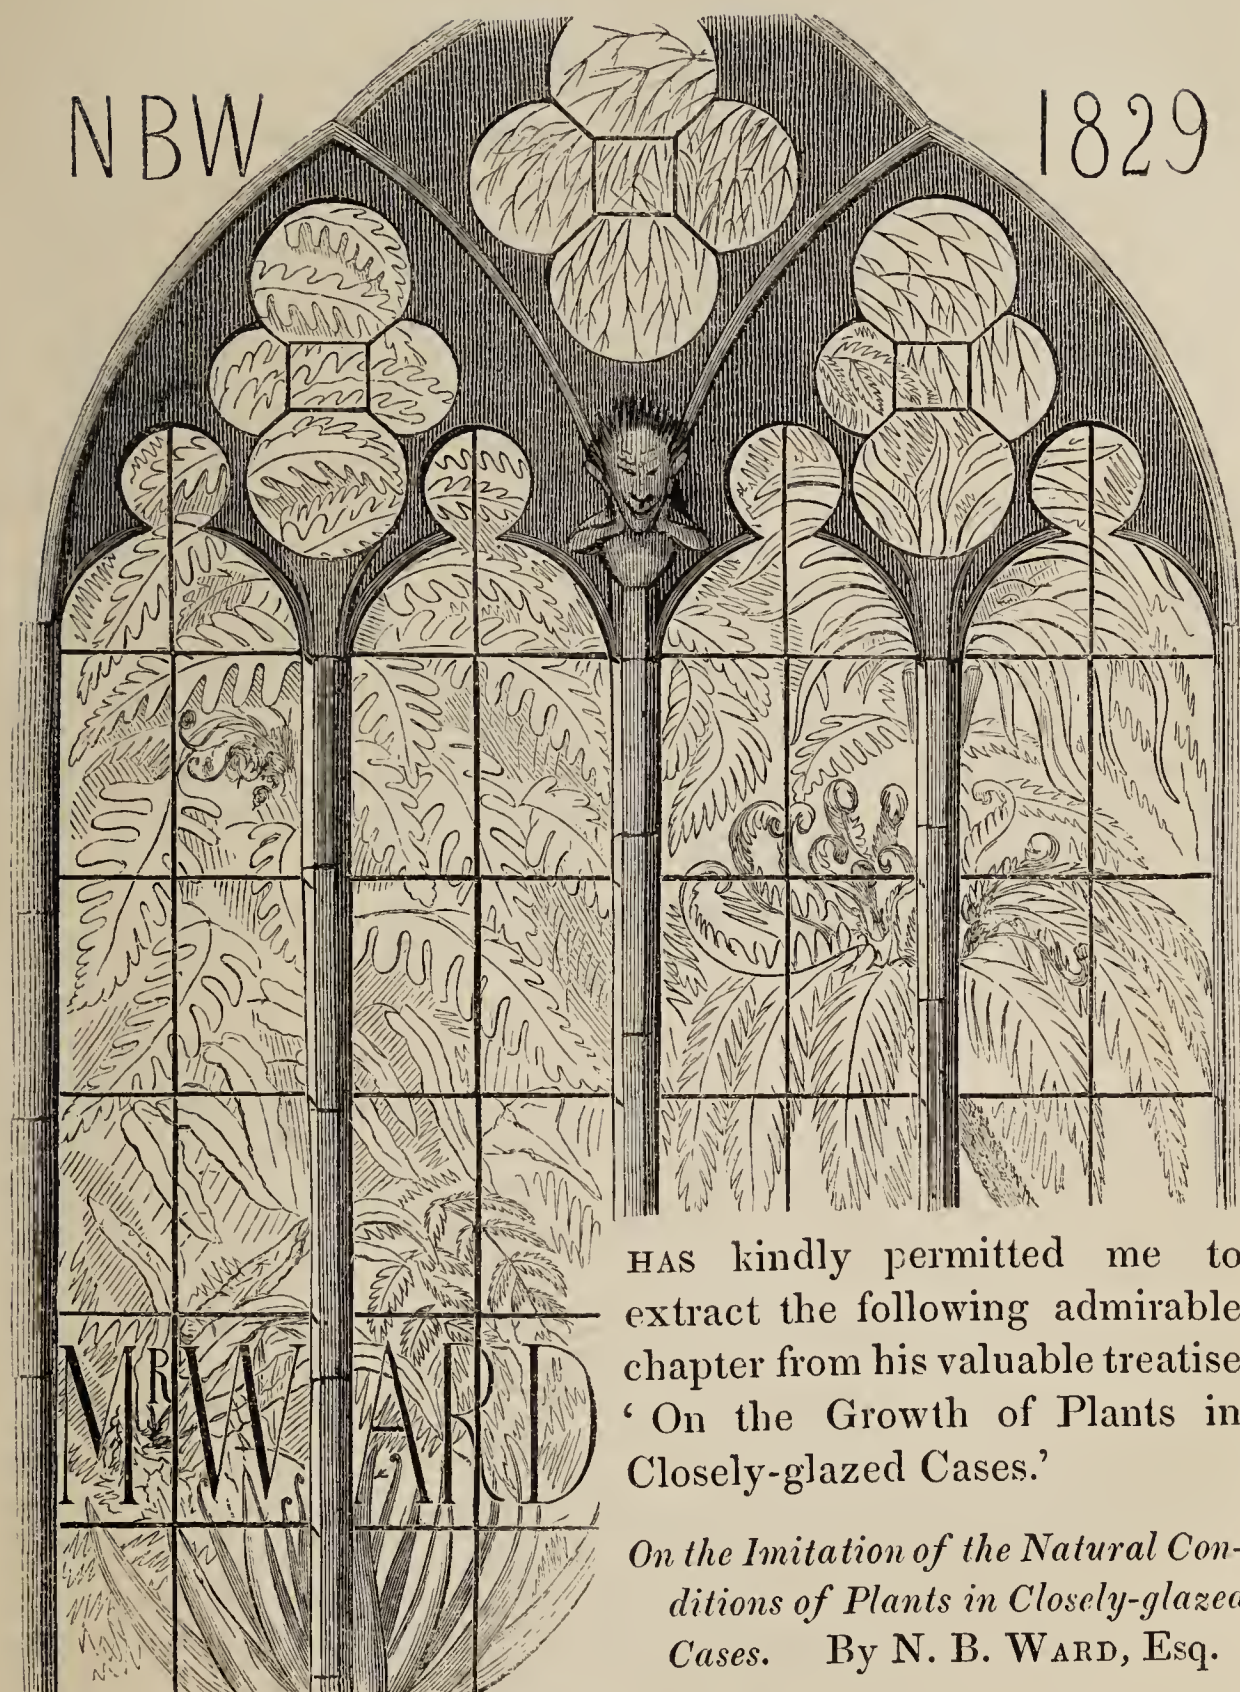 NBW 1829
MR WARD
HAS kindly permitted me to
extract the following admirable
chapter from his valuable treatise
‘ On the Growth of Plants in
Closely-glazed Cases.’
On the Imitation of the Natural Con-
ditions of Plants in Closely-glazed
Cases. By N. B. WARD, Esq.